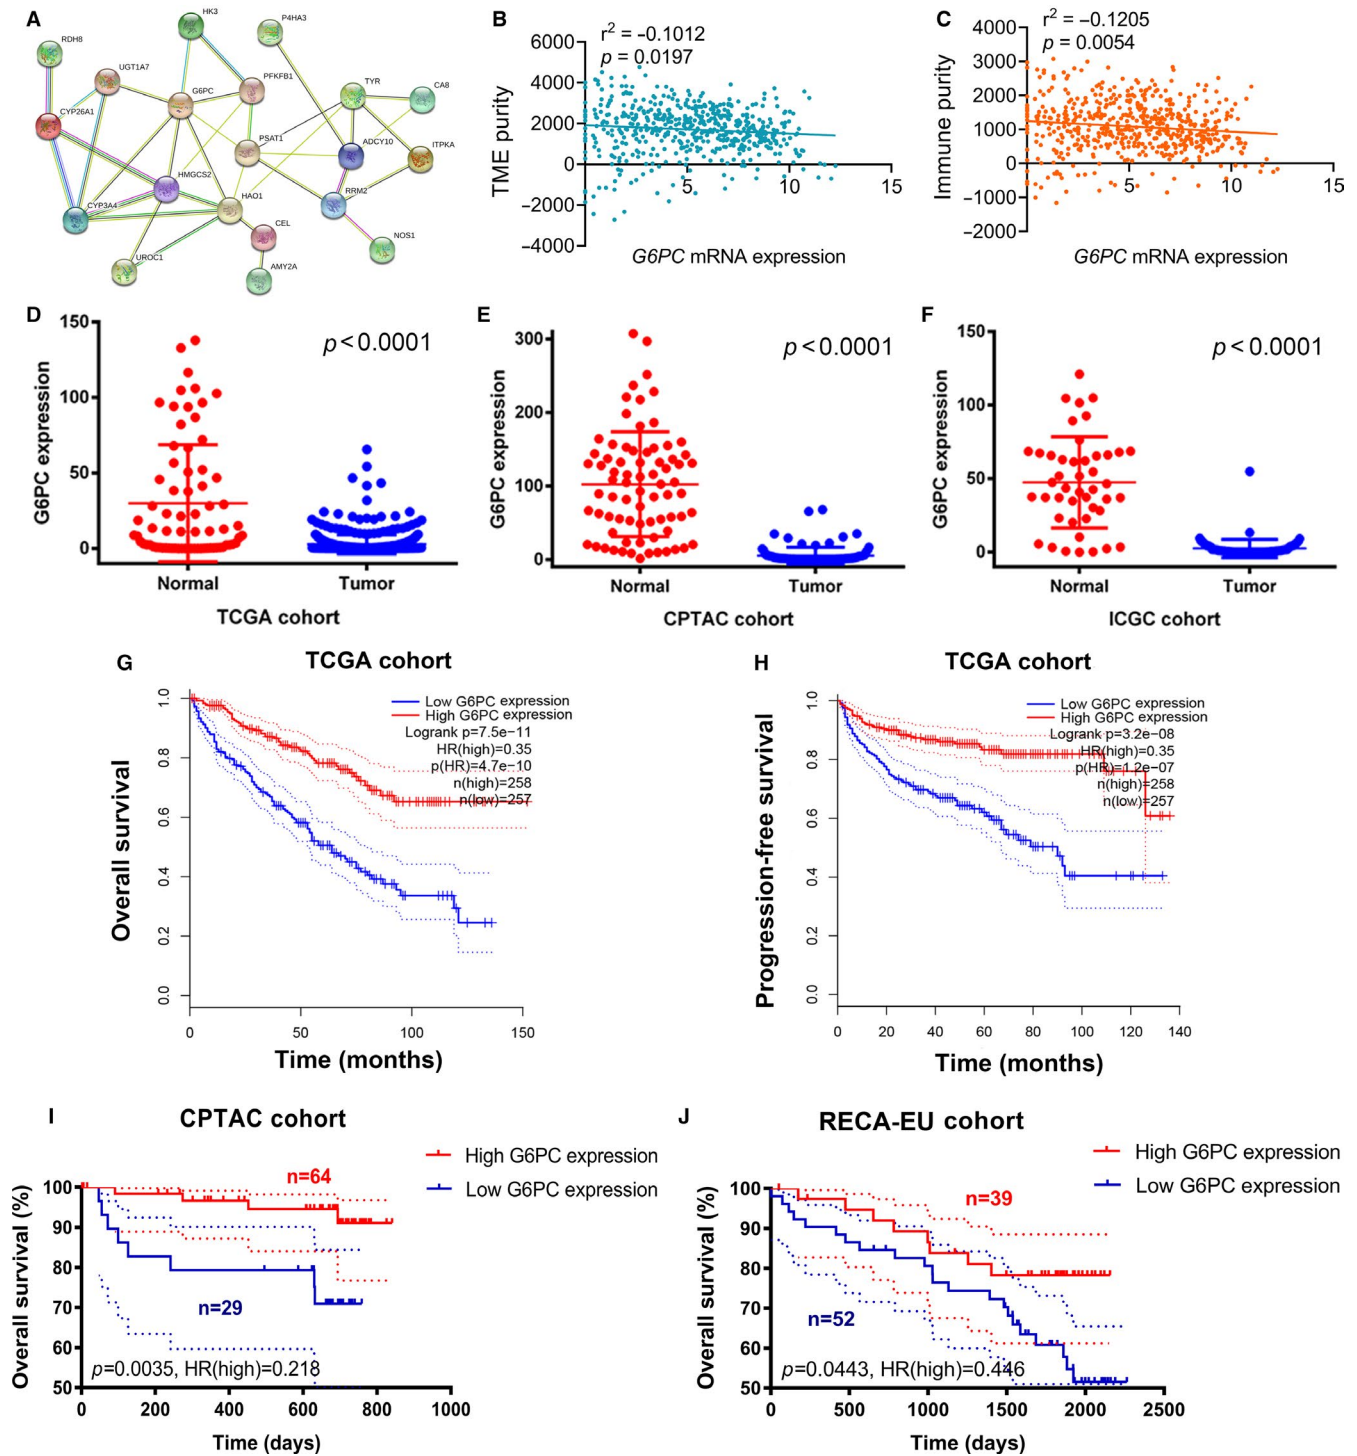 A
HK3
P4HA3
RDH8
UGT1A7
G6PC
PFKFB1
TYR
CA8
CYP26A1
PSAT1
ADCY10
ITPKA
HMGCS2
CYP3A4
HAO1
RRM2
CEL
NOS1
UROC1
AMY2A
B
r² = –0.1012
p = 0.0197
TME purity
6000
4000
2000
0
−2000
−4000
5
10
15
G6PC mRNA expression
C
r² = –0.1205
p = 0.0054
Immune purity
4000
3000
2000
1000
0
−1000
−2000
5
10
15
G6PC mRNA expression
D
G6PC expression
150
100
50
0
p < 0.0001
Normal
Tumor
TCGA cohort
E
G6PC expression
300
200
100
0
p < 0.0001
Normal
Tumor
CPTAC cohort
F
G6PC expression
150
100
50
0
p < 0.0001
Normal
Tumor
ICGC cohort
G
TCGA cohort
Low G6PC expression
High G6PC expression
Logrank p=7.5e−11
HR(high)=0.35
p(HR)=4.7e−10
n(high)=258
n(low)=257
Overall survival
1.0
0.8
0.6
0.4
0.2
0.0
0 50 100 150
Time (months)
H
TCGA cohort
Low G6PC expression
High G6PC expression
Logrank p=3.2e−08
HR(high)=0.35
p(HR)=1.2e−07
n(high)=258
n(low)=257
Progression-free survival
1.0
0.8
0.6
0.4
0.2
0.0
0 20 40 60 80 100 120 140
Time (months)
I
CPTAC cohort
High G6PC expression
Low G6PC expression
n=64
n=29
p=0.0035, HR(high)=0.218
Overall survival (%)
100
90
80
70
60
50
0 200 400 600 800 1000
Time (days)
J
RECA-EU cohort
High G6PC expression
Low G6PC expression
n=39
n=52
p=0.0443, HR(high)=0.446
Overall survival (%)
100
90
80
70
60
50
0 500 1000 1500 2000 2500
Time (days)